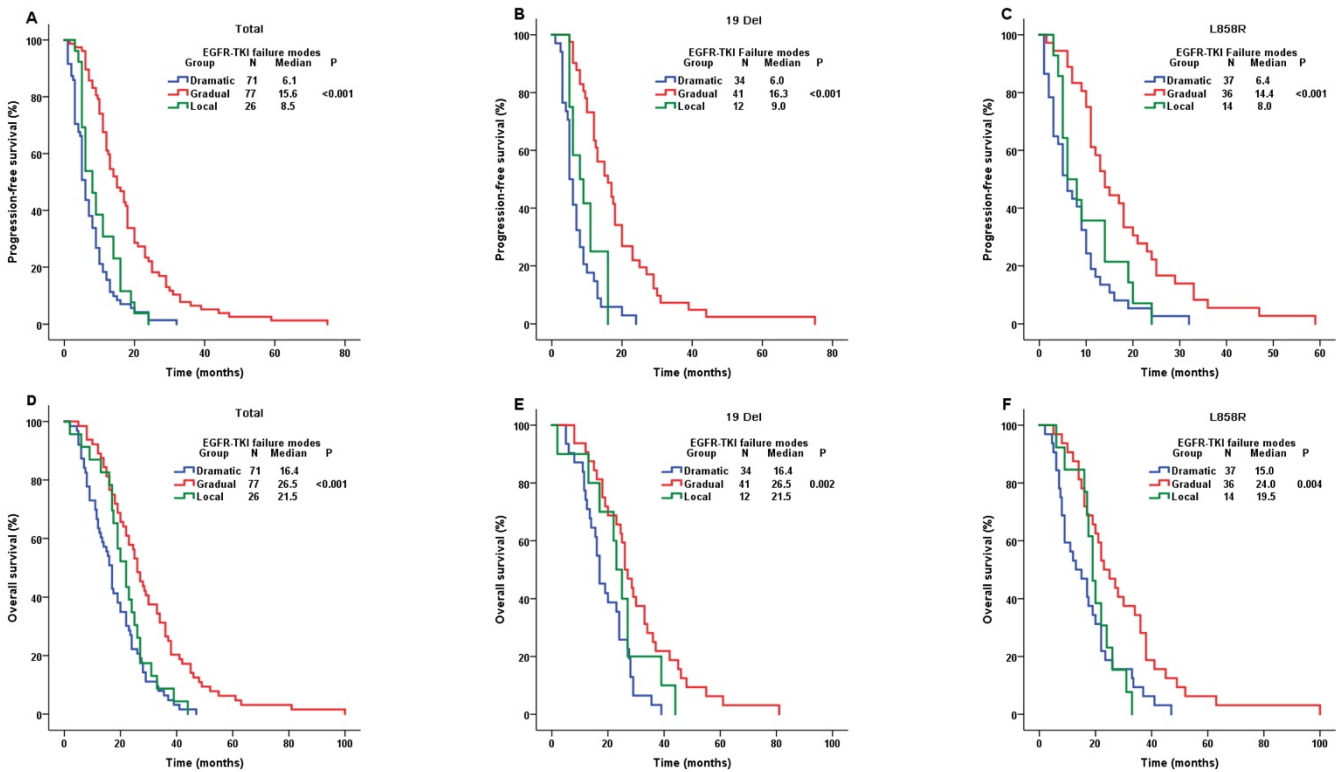 A
Total
EGFR-TKI failure modes
Group N Median P
Dramatic 71 6.1
Gradual 77 15.6 <0.001
Local 26 8.5
Progression-free survival (%)
100
80
60
40
20
0
0 20 40 60 80
Time (months)
B
19 Del
EGFR-TKI failure modes
Group N Median P
Dramatic 34 6.0
Gradual 41 16.3 <0.001
Local 12 9.0
Progression-free survival (%)
100
80
60
40
20
0
0 20 40 60 80
Time (months)
C
L858R
EGFR-TKI failure modes
Group N Median P
Dramatic 37 6.4
Gradual 36 14.4 <0.001
Local 14 8.0
Progression-free survival (%)
100
80
60
40
20
0
0 10 20 30 40 50 60
Time (months)
D
Total
EGFR-TKI failure modes
Group N Median P
Dramatic 71 16.4
Gradual 77 26.5 <0.001
Local 26 21.5
Overall survival (%)
100
80
60
40
20
0
0 20 40 60 80 100
Time (months)
E
19 Del
EGFR-TKI failure modes
Group N Median P
Dramatic 34 16.4
Gradual 41 26.5 0.002
Local 12 21.5
Overall survival (%)
100
80
60
40
20
0
0 20 40 60 80 100
Time (months)
F
L858R
EGFR-TKI failure modes
Group N Median P
Dramatic 37 15.0
Gradual 36 24.0 0.004
Local 14 19.5
Overall survival (%)
100
80
60
40
20
0
0 20 40 60 80 100
Time (months)